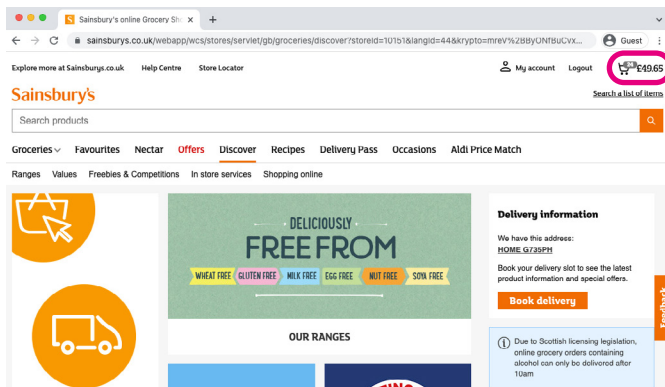 Sainsbury's online Grocery Sho
sainsburys.co.uk/webapp/wcs/stores/servlet/gb/groceries/discover?storeId=10151&langId=44&krypto=mreV%2BByONfBuCvx...
Guest
Explore more at Sainsburys.co.uk Help Centre Store Locator
My account Logout £49.65
Sainsbury's
Search a list of items
Search products
Groceries Favourites Nectar Offers Discover Recipes Delivery Pass Occasions Aldi Price Match
Ranges Values Freebies & Competitions In store services Shopping online
DELICIOUSLY
FREE FROM
WHEAT FREE GLUTEN FREE MILK FREE EGG FREE NUT FREE SOYA FREE
OUR RANGES
Delivery information
We have this address:
HOME G735PH
Book your delivery slot to see the latest
product information and special offers.
Book delivery
Feedback
Due to Scottish licensing legislation,
online grocery orders containing
alcohol can only be delivered after
10am